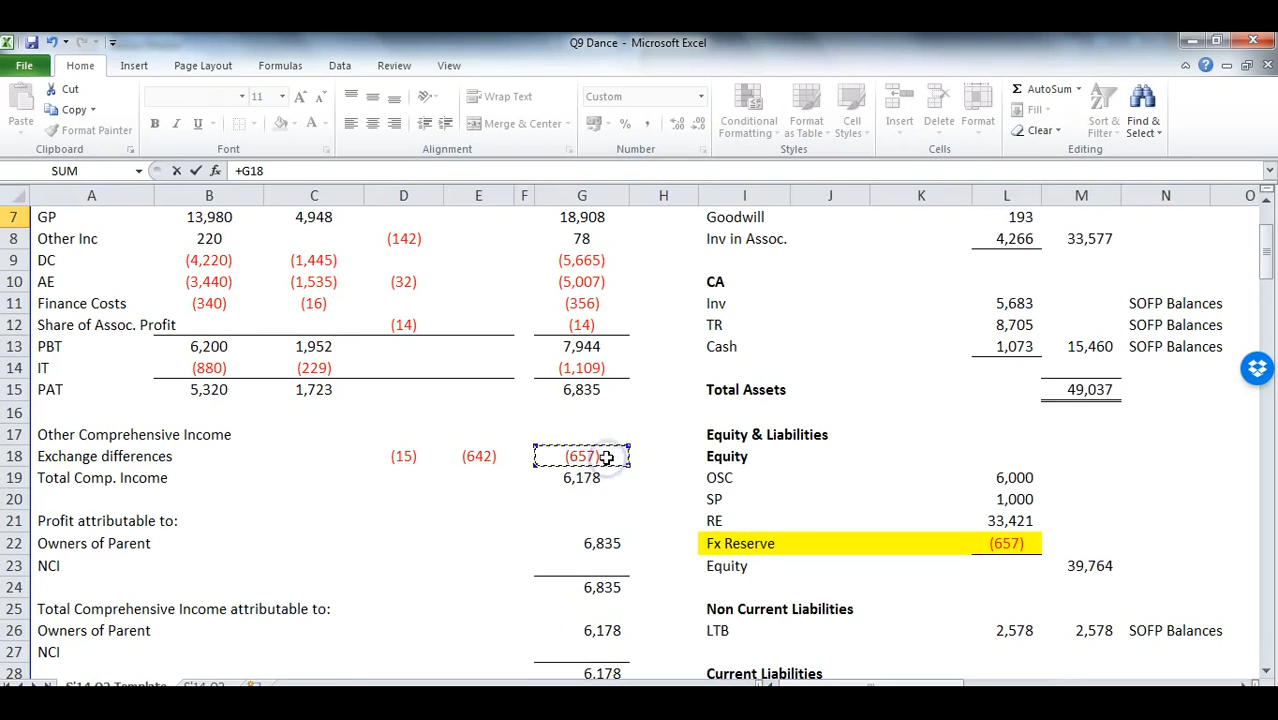 Q9 Dance - Microsoft Excel
File Home Insert Page Layout Formulas Data Review View
Paste Cut Copy Format Painter 11 Wrap Text Merge & Center Custom Conditional Formatting Format as Table Cell Styles Insert Delete Format AutoSum Fill Clear Sort & Filter Find & Select
Clipboard Font Alignment Number Styles Cells Editing
SUM +G18
A B C D E F G H I J K L M N O
7 GP 13,980 4,948 18,908 Goodwill 193
8 Other Inc 220 (142) 78 Inv in Assoc. 4,266 33,577
9 DC (4,220) (1,445) (5,665)
10 AE (3,440) (1,535) (32) (5,007) CA
11 Finance Costs (340) (16) (356) Inv 5,683 SOFP Balances
12 Share of Assoc. Profit (14) (14) TR 8,705 SOFP Balances
13 PBT 6,200 1,952 7,944 Cash 1,073 15,460 SOFP Balances
14 IT (880) (229) (1,109)
15 PAT 5,320 1,723 6,835 Total Assets 49,037
16
17 Other Comprehensive Income Equity & Liabilities
18 Exchange differences (15) (642) (657) Equity
19 Total Comp. Income 6,178 OSC 6,000
20 SP 1,000
21 Profit attributable to: RE 33,421
22 Owners of Parent 6,835 Fx Reserve (657)
23 NCI Equity 39,764
24 6,835
25 Total Comprehensive Income attributable to: Non Current Liabilities
26 Owners of Parent 6,178 LTB 2,578 2,578 SOFP Balances
27 NCI
28 6,178 Current Liabilities